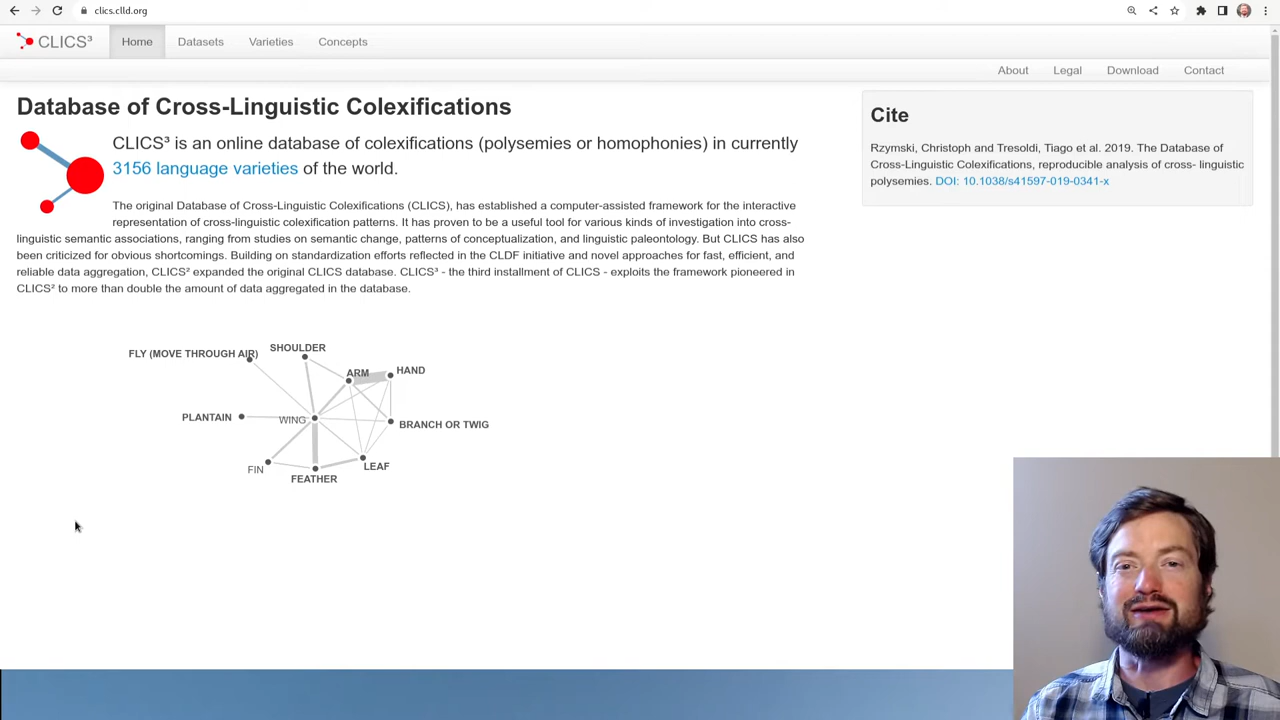 clics.clld.org
CLICS³
Home
Datasets
Varieties
Concepts
About
Legal
Download
Contact
Database of Cross-Linguistic Colexifications
CLICS³ is an online database of colexifications (polysemies or homophonies) in currently
3156 language varieties of the world.
The original Database of Cross-Linguistic Colexifications (CLICS), has established a computer-assisted framework for the interactive
representation of cross-linguistic colexification patterns. It has proven to be a useful tool for various kinds of investigation into cross-
linguistic semantic associations, ranging from studies on semantic change, patterns of conceptualization, and linguistic paleontology. But CLICS has also
been criticized for obvious shortcomings. Building on standardization efforts reflected in the CLDF initiative and novel approaches for fast, efficient, and
reliable data aggregation, CLICS² expanded the original CLICS database. CLICS³ - the third installment of CLICS - exploits the framework pioneered in
CLICS² to more than double the amount of data aggregated in the database.
Cite
Rzymski, Christoph and Tresoldi, Tiago et al. 2019. The Database of
Cross-Linguistic Colexifications, reproducible analysis of cross- linguistic
polysemies. DOI: 10.1038/s41597-019-0341-x
SHOULDER
FLY (MOVE THROUGH AIR)
ARM
HAND
PLANTAIN
WING
BRANCH OR TWIG
FIN
LEAF
FEATHER